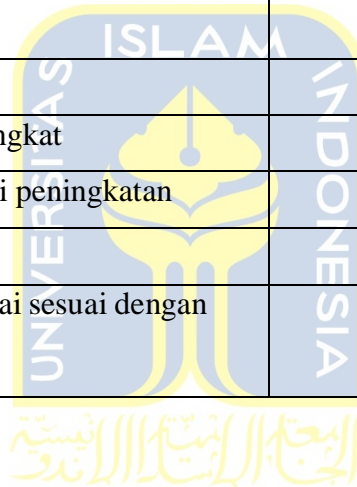 ISLAM
UNIVERSITAS
INDONESIA
ngkat
i peningkatan
ai sesuai dengan